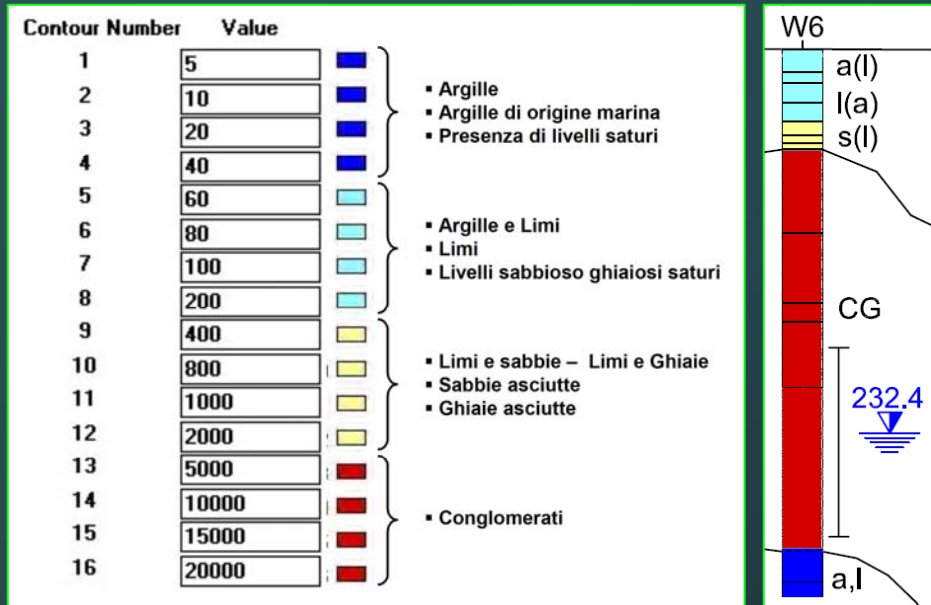 Contour Number Value
1 5
2 10
3 20
4 40
5 60
6 80
7 100
8 200
9 400
10 800
11 1000
12 2000
13 5000
14 10000
15 15000
16 20000
▪ Argille
▪ Argille di origine marina
▪ Presenza di livelli saturi
▪ Argille e Limi
▪ Limi
▪ Livelli sabbioso ghiaiosi saturi
▪ Limi e sabbie – Limi e Ghiaie
▪ Sabbie asciutte
▪ Ghiaie asciutte
▪ Conglomerati
W6
a(l)
l(a)
s(l)
CG
232.4
a,l